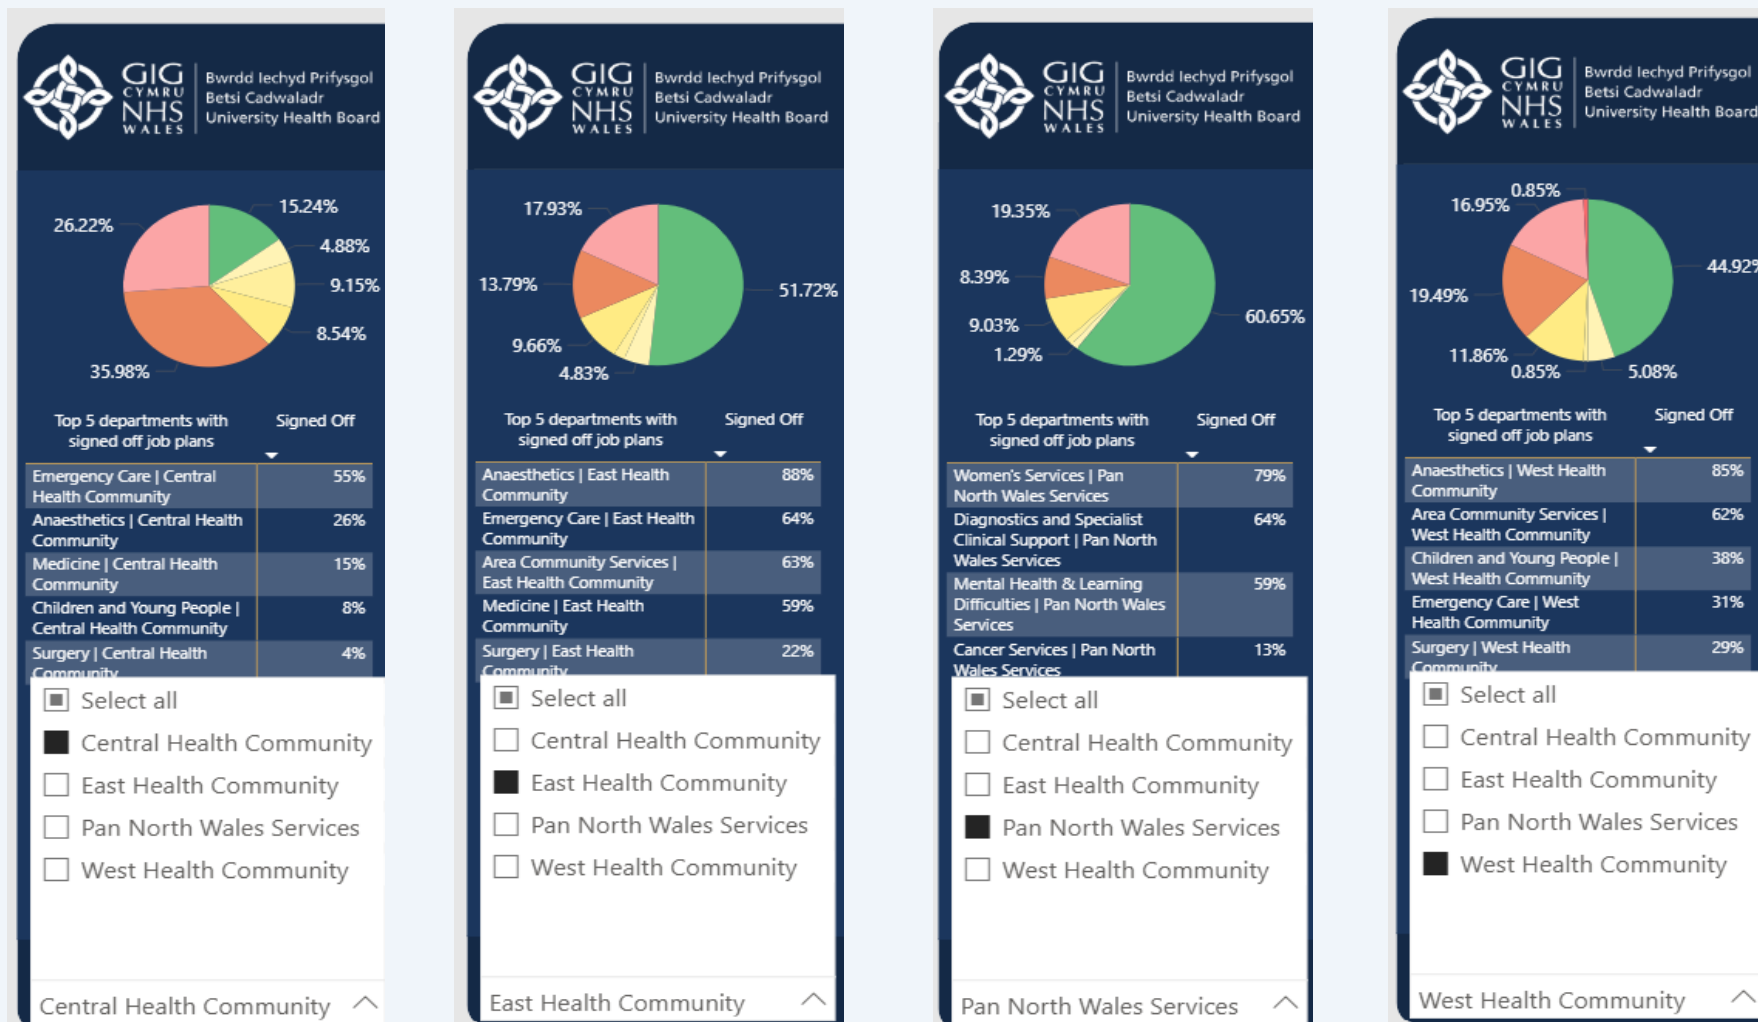 GIG
CYMRU
NHS
WALES
Bwrdd Iechyd Prifysgol
Betsi Cadwaladr
University Health Board
15.24%
26.22%
4.88%
9.15%
8.54%
35.98%
Top 5 departments with
signed off job plans
Signed Off
Emergency Care | Central
Health Community
55%
Anaesthetics | Central Health
Community
26%
Medicine | Central Health
Community
15%
Children and Young People |
Central Health Community
8%
Surgery | Central Health
Community
4%
Select all
Central Health Community
East Health Community
Pan North Wales Services
West Health Community
Central Health Community
GIG
CYMRU
NHS
WALES
Bwrdd Iechyd Prifysgol
Betsi Cadwaladr
University Health Board
17.93%
13.79%
51.72%
9.66%
4.83%
Top 5 departments with
signed off job plans
Signed Off
Anaesthetics | East Health
Community
88%
Emergency Care | East Health
Community
64%
Area Community Services |
East Health Community
63%
Medicine | East Health
Community
59%
Surgery | East Health
Community
22%
Select all
Central Health Community
East Health Community
Pan North Wales Services
West Health Community
East Health Community
GIG
CYMRU
NHS
WALES
Bwrdd Iechyd Prifysgol
Betsi Cadwaladr
University Health Board
19.35%
8.39%
60.65%
9.03%
1.29%
Top 5 departments with
signed off job plans
Signed Off
Women's Services | Pan
North Wales Services
79%
Diagnostics and Specialist
Clinical Support | Pan North
Wales Services
64%
Mental Health & Learning
Difficulties | Pan North Wales
Services
59%
Cancer Services | Pan North
Wales Services
13%
Select all
Central Health Community
East Health Community
Pan North Wales Services
West Health Community
Pan North Wales Services
GIG
CYMRU
NHS
WALES
Bwrdd Iechyd Prifysgol
Betsi Cadwaladr
University Health Board
0.85%
16.95%
44.92%
19.49%
11.86%
0.85%
5.08%
Top 5 departments with
signed off job plans
Signed Off
Anaesthetics | West Health
Community
85%
Area Community Services |
West Health Community
62%
Children and Young People |
West Health Community
38%
Emergency Care | West
Health Community
31%
Surgery | West Health
Community
29%
Select all
Central Health Community
East Health Community
Pan North Wales Services
West Health Community
West Health Community